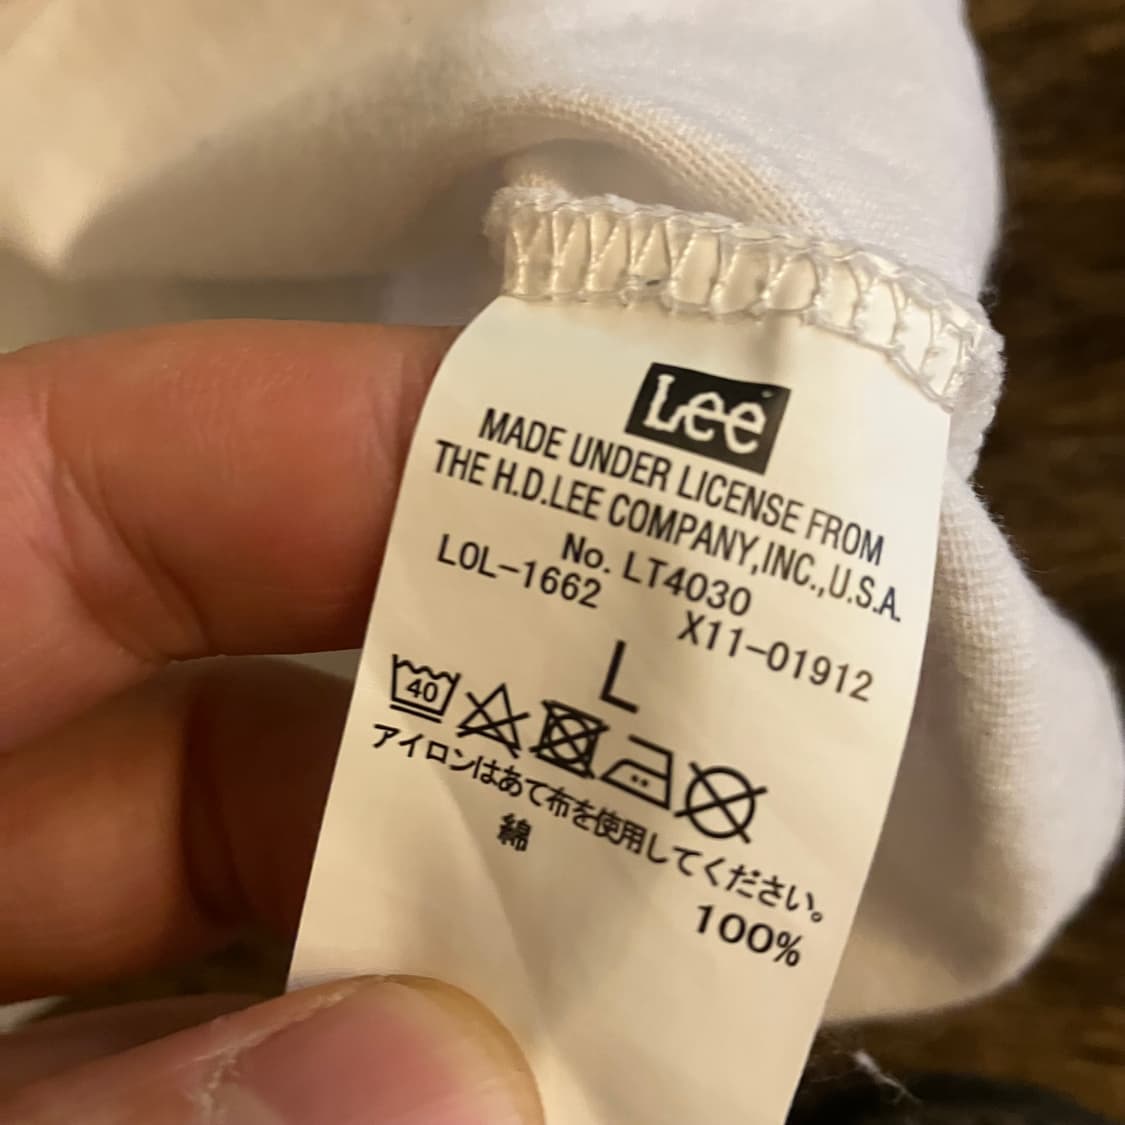 Lee
MADE UNDER LICENSE FROM
THE H.D.LEE COMPANY,INC.,U.S.A.
No. LT4030
LOL-1662 X11-01912
L
40
アイロンはあて布を使用してください。
綿 100%